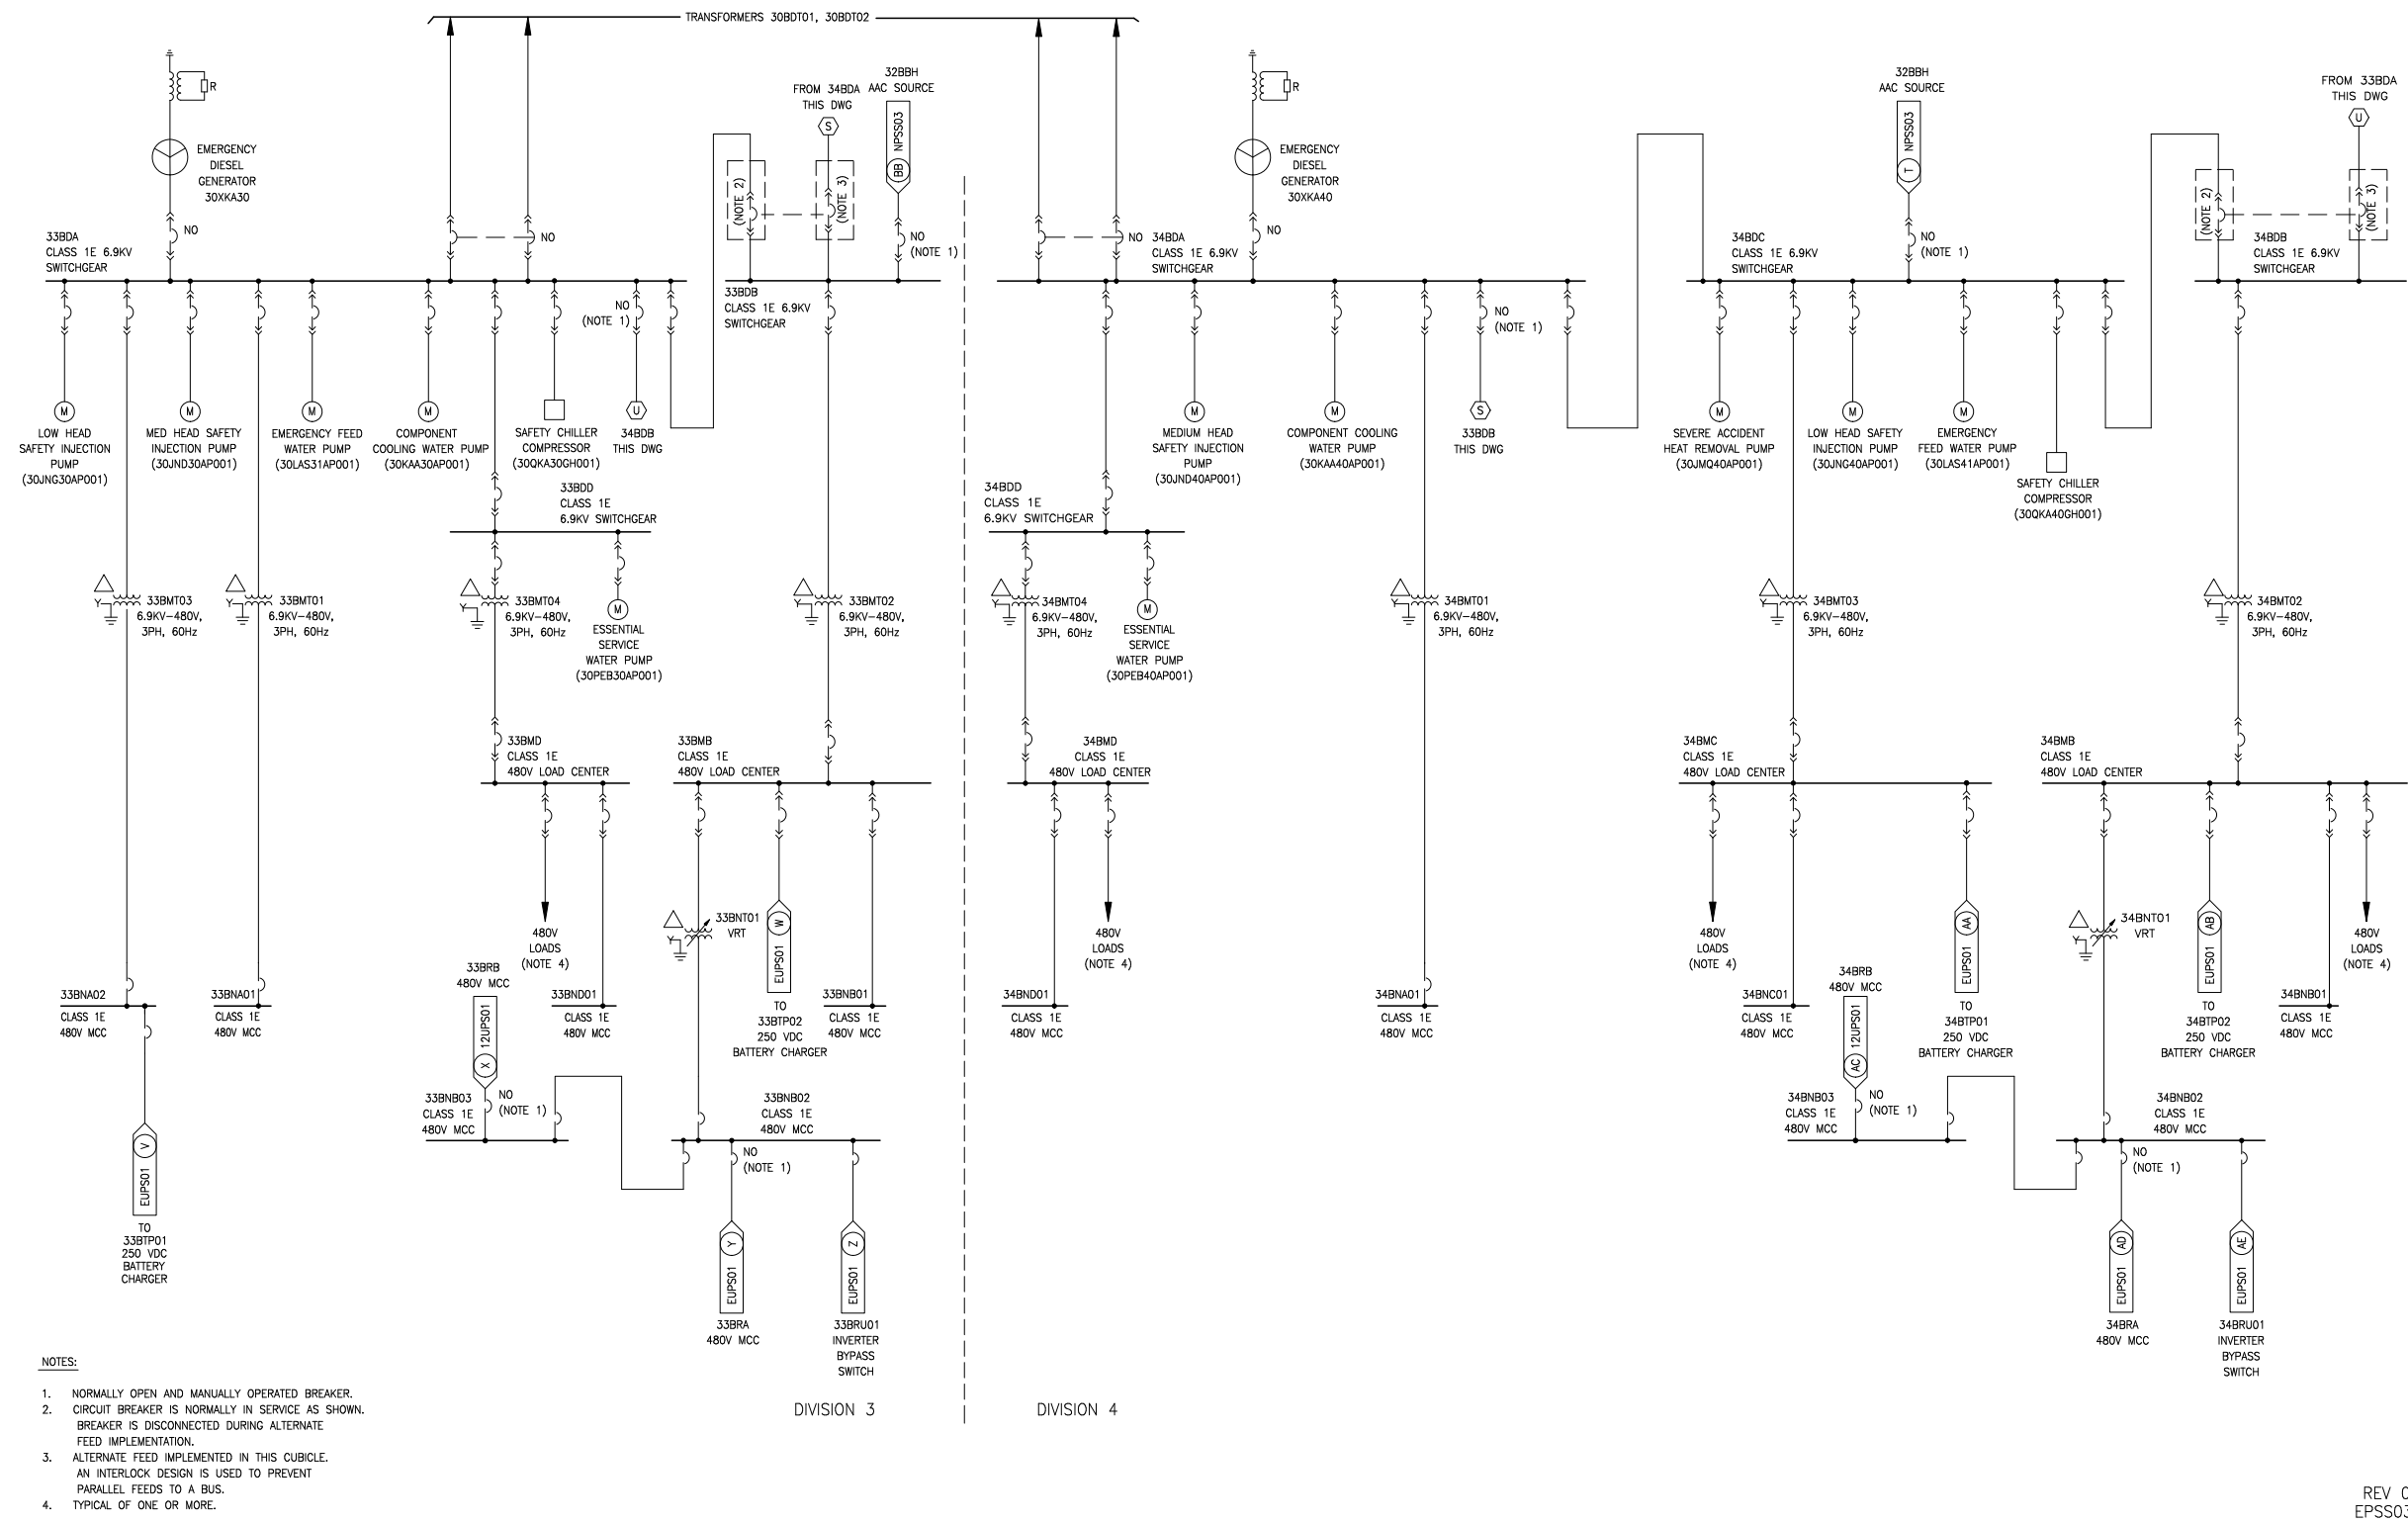 TRANSFORMERS 30BDT01, 30BDT02
R
EMERGENCY
DIESEL
GENERATOR
30XKA30
NO
33BDA
CLASS 1E 6.9KV
SWITCHGEAR
NO
FROM 34BDA
THIS DWG
S
32BBH
AAC SOURCE
NPSS03
BB
(NOTE 2)
(NOTE 3)
NO
(NOTE 1)
33BDB
CLASS 1E 6.9KV
SWITCHGEAR
NO
(NOTE 1)
M
LOW HEAD
SAFETY INJECTION
PUMP
(30JNG30AP001)
M
MED HEAD SAFETY
INJECTION PUMP
(30JND30AP001)
M
EMERGENCY FEED
WATER PUMP
(30LAS31AP001)
M
COMPONENT
COOLING WATER PUMP
(30KAA30AP001)
SAFETY CHILLER
COMPRESSOR
(30QKA30GH001)
U
34BDB
THIS DWG
33BDD
CLASS 1E
6.9KV SWITCHGEAR
Y
33BMT03
6.9KV-480V,
3PH, 60Hz
Y
33BMT01
6.9KV-480V,
3PH, 60Hz
Y
33BMT04
6.9KV-480V,
3PH, 60Hz
M
ESSENTIAL
SERVICE
WATER PUMP
(30PEB30AP001)
Y
33BMT02
6.9KV-480V,
3PH, 60Hz
33BMD
CLASS 1E
480V LOAD CENTER
33BMB
CLASS 1E
480V LOAD CENTER
480V
LOADS
(NOTE 4)
Y
33BNT01
VRT
W
EUPS01
TO
33BTP02
250 VDC
BATTERY CHARGER
33BNA02
CLASS 1E
480V MCC
33BNA01
CLASS 1E
480V MCC
33BRB
480V MCC
12UPS01
X
33BND01
CLASS 1E
480V MCC
33BNB01
CLASS 1E
480V MCC
33BNB03
CLASS 1E
480V MCC
NO
(NOTE 1)
33BNB02
CLASS 1E
480V MCC
V
EUPS01
TO
33BTP01
250 VDC
BATTERY
CHARGER
NO
(NOTE 1)
Y
EUPS01
33BRA
480V MCC
Z
EUPS01
33BRU01
INVERTER
BYPASS
SWITCH
DIVISION 3
R
EMERGENCY
DIESEL
GENERATOR
30XKA40
NO
NO
34BDA
CLASS 1E 6.9KV
SWITCHGEAR
32BBH
AAC SOURCE
NPSS03
T
NO
(NOTE 1)
34BDC
CLASS 1E 6.9KV
SWITCHGEAR
FROM 33BDA
THIS DWG
U
(NOTE 2)
(NOTE 3)
34BDB
CLASS 1E 6.9KV
SWITCHGEAR
NO
(NOTE 1)
M
MEDIUM HEAD
SAFETY INJECTION
PUMP
(30JND40AP001)
M
COMPONENT COOLING
WATER PUMP
(30KAA40AP001)
S
33BDB
THIS DWG
M
SEVERE ACCIDENT
HEAT REMOVAL PUMP
(30JMQ40AP001)
M
LOW HEAD SAFETY
INJECTION PUMP
(30JNG40AP001)
M
EMERGENCY
FEED WATER PUMP
(30LAS41AP001)
SAFETY CHILLER
COMPRESSOR
(30QKA40GH001)
34BDD
CLASS 1E
6.9KV SWITCHGEAR
Y
34BMT04
6.9KV-480V,
3PH, 60Hz
M
ESSENTIAL
SERVICE
WATER PUMP
(30PEB40AP001)
Y
34BMT01
6.9KV-480V,
3PH, 60Hz
Y
34BMT03
6.9KV-480V,
3PH, 60Hz
Y
34BMT02
6.9KV-480V,
3PH, 60Hz
34BMD
CLASS 1E
480V LOAD CENTER
34BMC
CLASS 1E
480V LOAD CENTER
34BMB
CLASS 1E
480V LOAD CENTER
480V
LOADS
(NOTE 4)
480V
LOADS
(NOTE 4)
AA
EUPS01
TO
34BTP01
250 VDC
BATTERY CHARGER
Y
34BNT01
VRT
AB
EUPS01
TO
34BTP02
250 VDC
BATTERY CHARGER
480V
LOADS
(NOTE 4)
34BND01
CLASS 1E
480V MCC
34BNA01
CLASS 1E
480V MCC
34BNC01
CLASS 1E
480V MCC
34BRB
480V MCC
12UPS01
AC
34BNB01
CLASS 1E
480V MCC
34BNB03
CLASS 1E
480V MCC
NO
(NOTE 1)
34BNB02
CLASS 1E
480V MCC
NO
(NOTE 1)
AD
EUPS01
34BRA
480V MCC
AE
EUPS01
34BRU01
INVERTER
BYPASS
SWITCH
DIVISION 4
NOTES:
1. NORMALLY OPEN AND MANUALLY OPERATED BREAKER.
2. CIRCUIT BREAKER IS NORMALLY IN SERVICE AS SHOWN.
BREAKER IS DISCONNECTED DURING ALTERNATE
FEED IMPLEMENTATION.
3. ALTERNATE FEED IMPLEMENTED IN THIS CUBICLE.
AN INTERLOCK DESIGN IS USED TO PREVENT
PARALLEL FEEDS TO A BUS.
4. TYPICAL OF ONE OR MORE.
REV 0
EPSS03